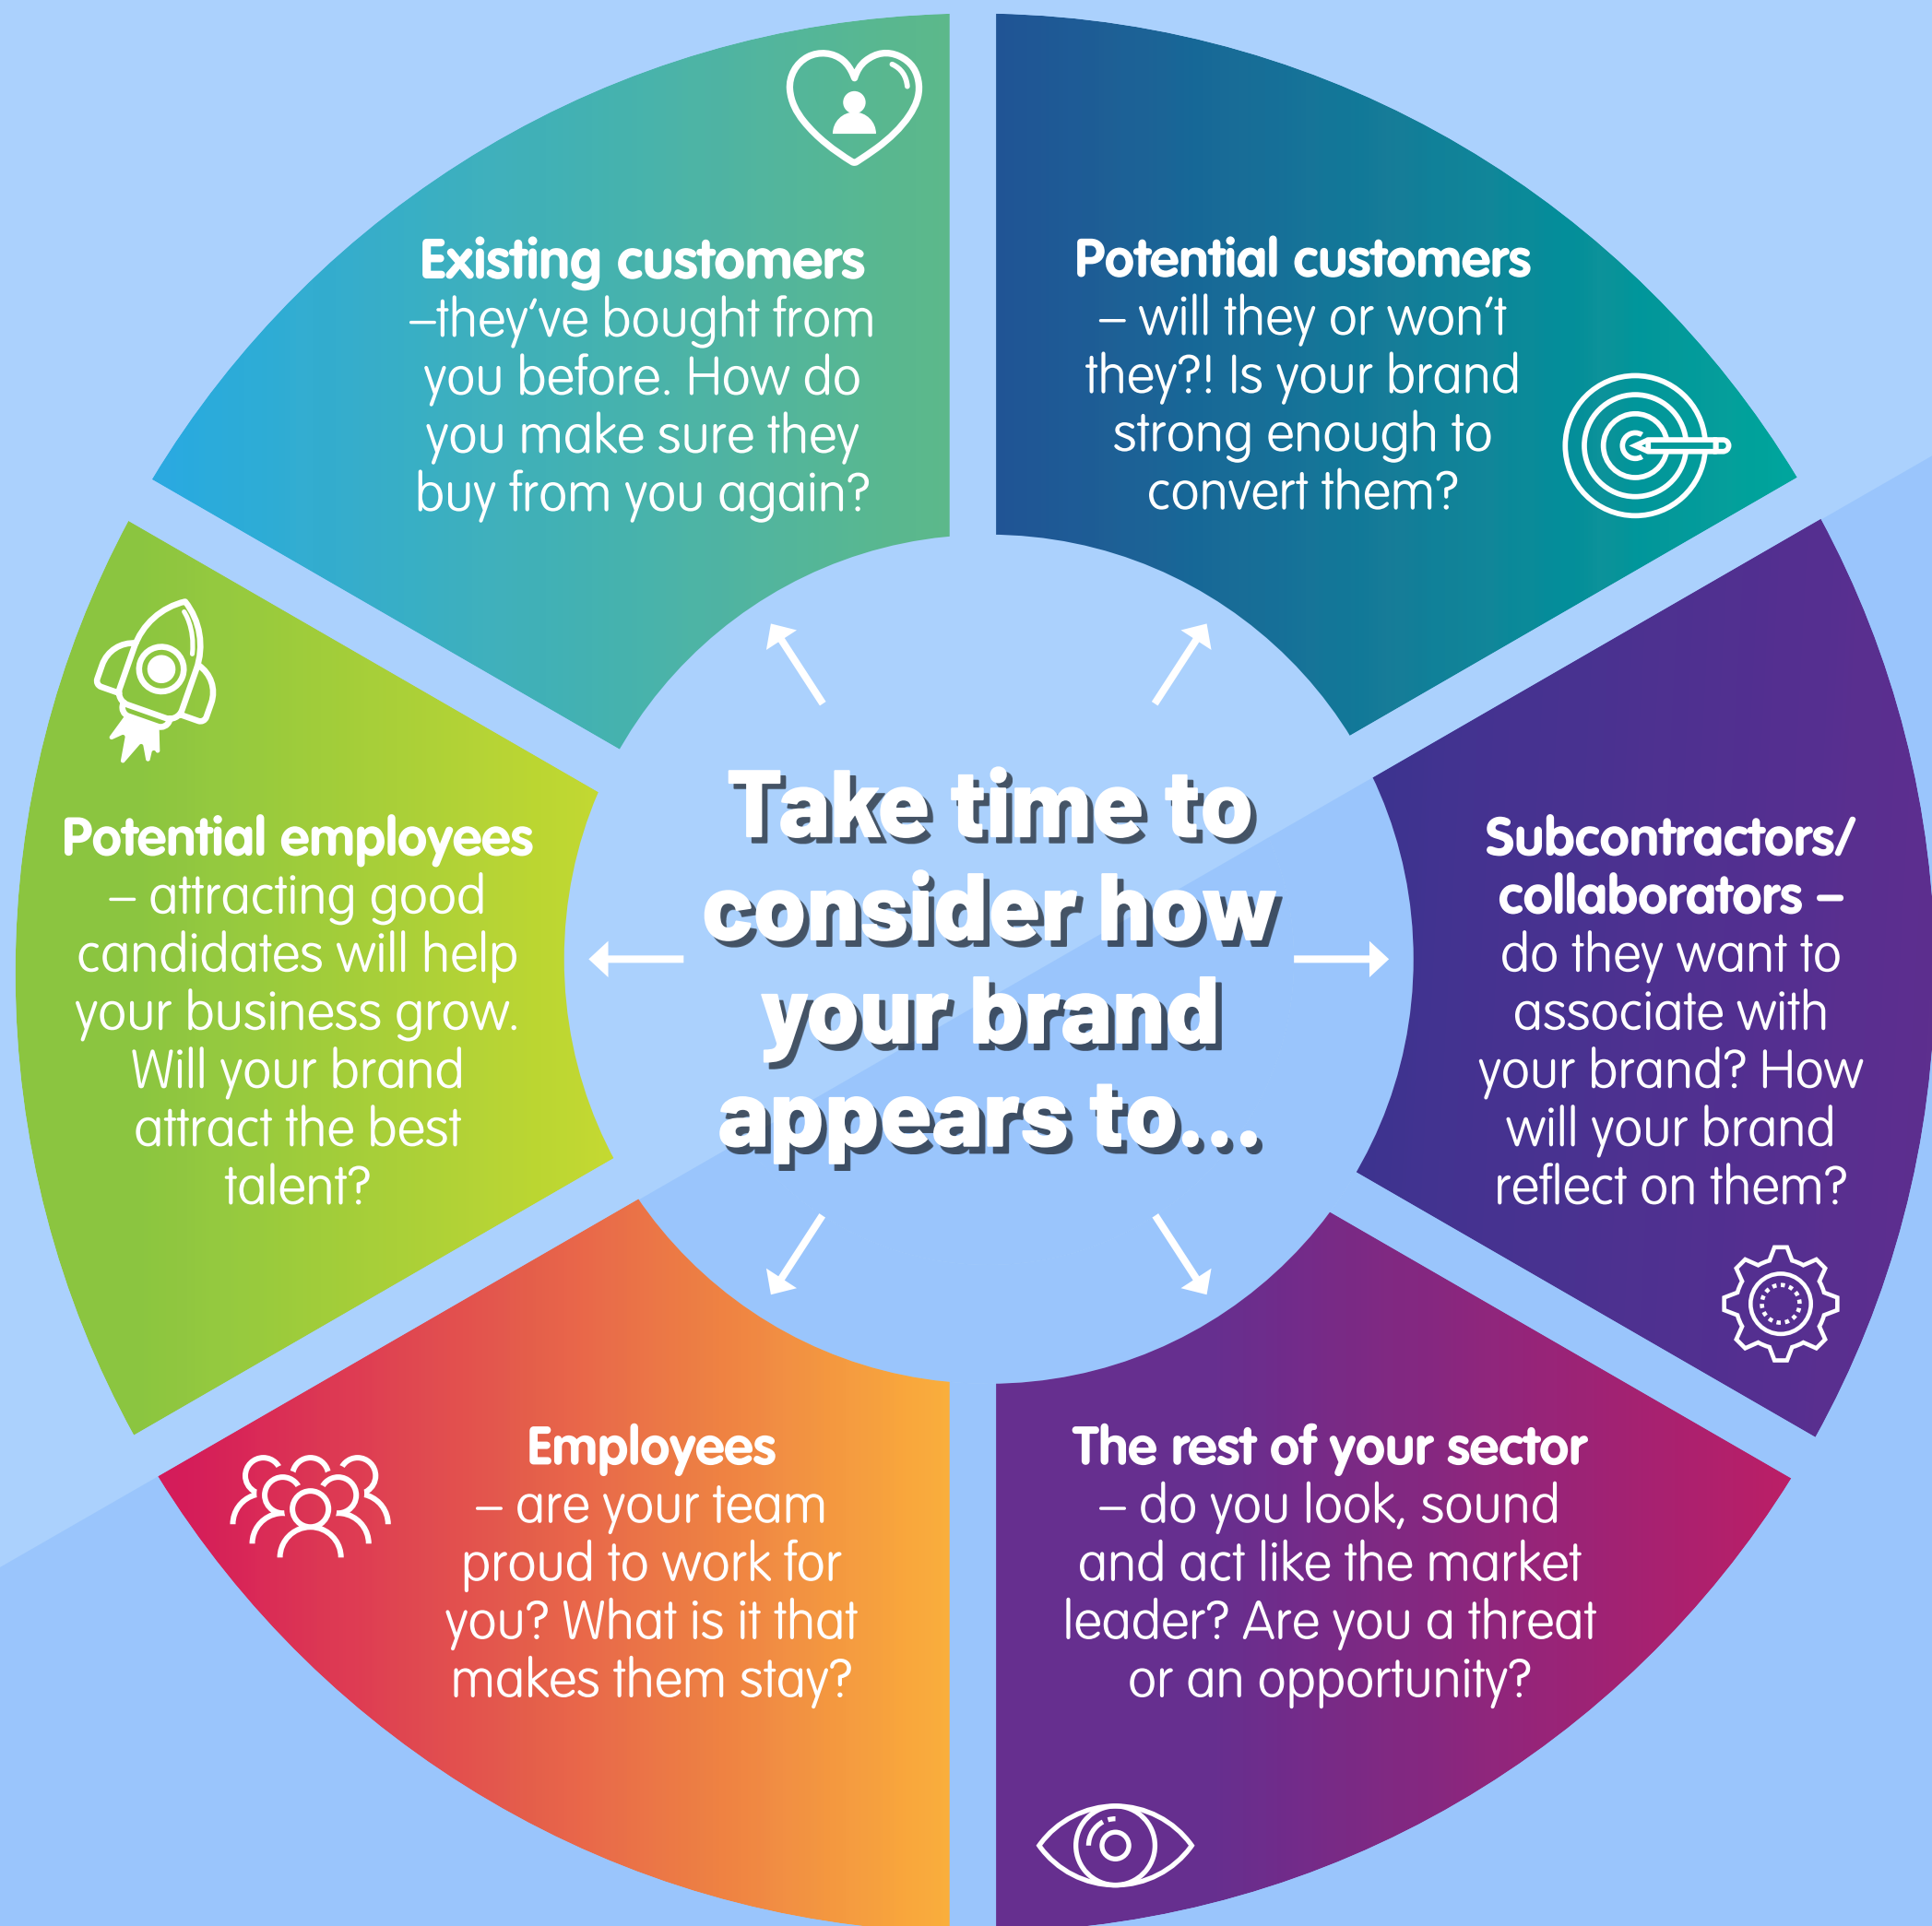 Take time to
consider how
your brand
appears to...
Potential customers
– will they or won't
they?! Is your brand
strong enough to
convert them?
Subcontractors/
collaborators –
do they want to
associate with
your brand? How
will your brand
reflect on them?
The rest of your sector
– do you look, sound
and act like the market
leader? Are you a threat
or an opportunity?
Employees
– are your team
proud to work for
you? What is it that
makes them stay?
Potential employees
– attracting good
candidates will help
your business grow.
Will your brand
attract the best
talent?
Existing customers
–they've bought from
you before. How do
you make sure they
buy from you again?